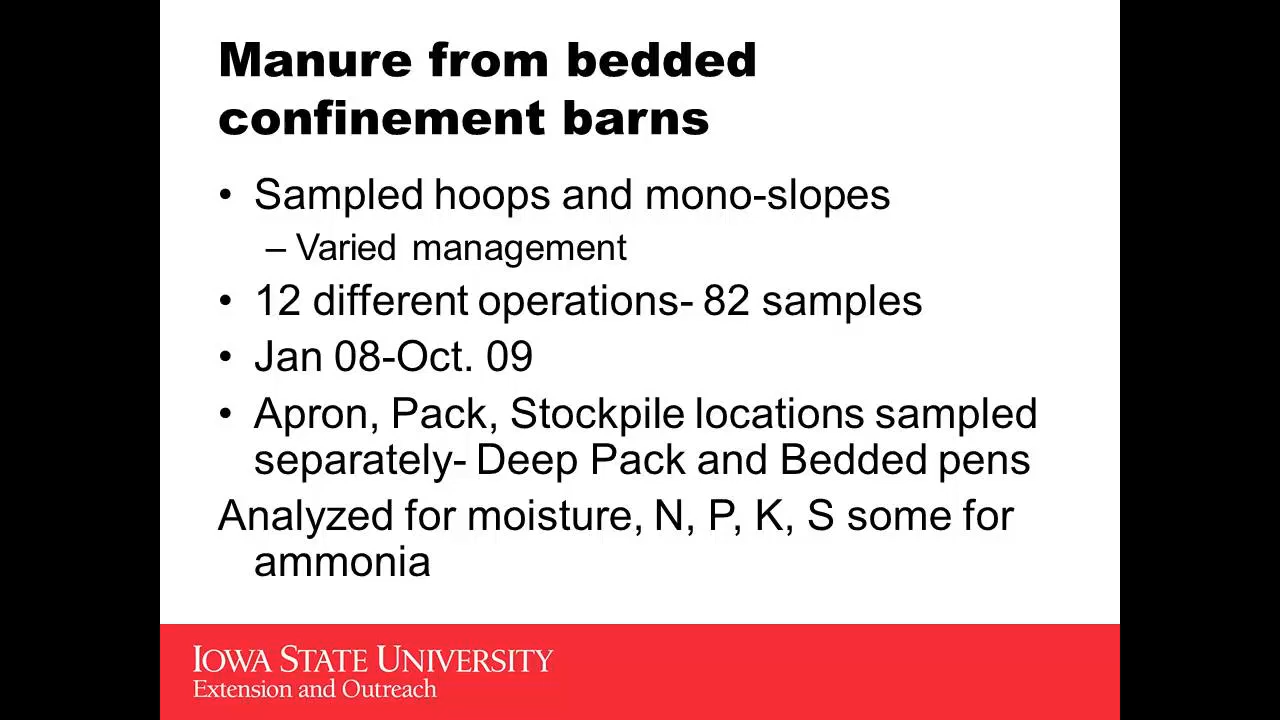 Manure from bedded
confinement barns
• Sampled hoops and mono-slopes
– Varied management
• 12 different operations- 82 samples
• Jan 08-Oct. 09
• Apron, Pack, Stockpile locations sampled
separately- Deep Pack and Bedded pens
Analyzed for moisture, N, P, K, S some for
ammonia
IOWA STATE UNIVERSITY
Extension and Outreach